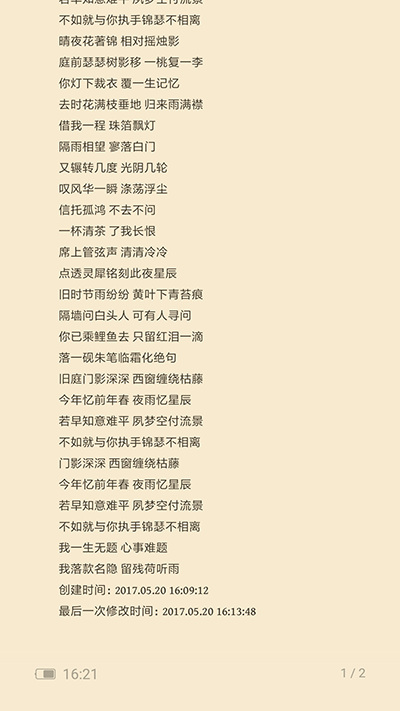 不如就与你执手锦瑟不相离
晴夜花著锦 相对摇烛影
庭前瑟瑟树影移 一桃复一李
你灯下裁衣 覆一生记忆
去时花满枝垂地 归来雨满襟
借我一程 珠箔飘灯
隔雨相望 寥落白门
又辗转几度 光阴几轮
叹风华一瞬 涤荡浮尘
信托孤鸿 不去不问
一杯清茶 了我长恨
席上管弦声 清清冷冷
点透灵犀铭刻此夜星辰
旧时节雨纷纷 黄叶下青苔痕
隔墙问白头人 可有人寻问
你已乘鲤鱼去 只留红泪一滴
落一砚朱笔临霜化绝句
旧庭门影深深 西窗缠绕枯藤
今年忆前年春 夜雨忆星辰
若早知意难平 夙梦空付流景
不如就与你执手锦瑟不相离
门影深深 西窗缠绕枯藤
今年忆前年春 夜雨忆星辰
若早知意难平 夙梦空付流景
不如就与你执手锦瑟不相离
我一生无题 心事难题
我落款名隐 留残荷听雨
创建时间: 2017.05.20 16:09:12
最后一次修改时间: 2017.05.20 16:13:48
16:21
1 / 2